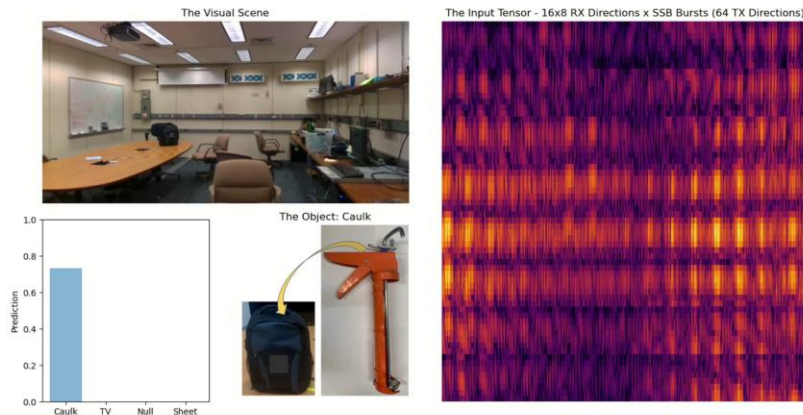 The Visual Scene
The Input Tensor - 16x8 RX Directions x SSB Bursts (64 TX Directions)
The Object: Caulk
Prediction
1.0
0.8
0.6
0.4
0.2
0.0
Caulk TV Null Sheet